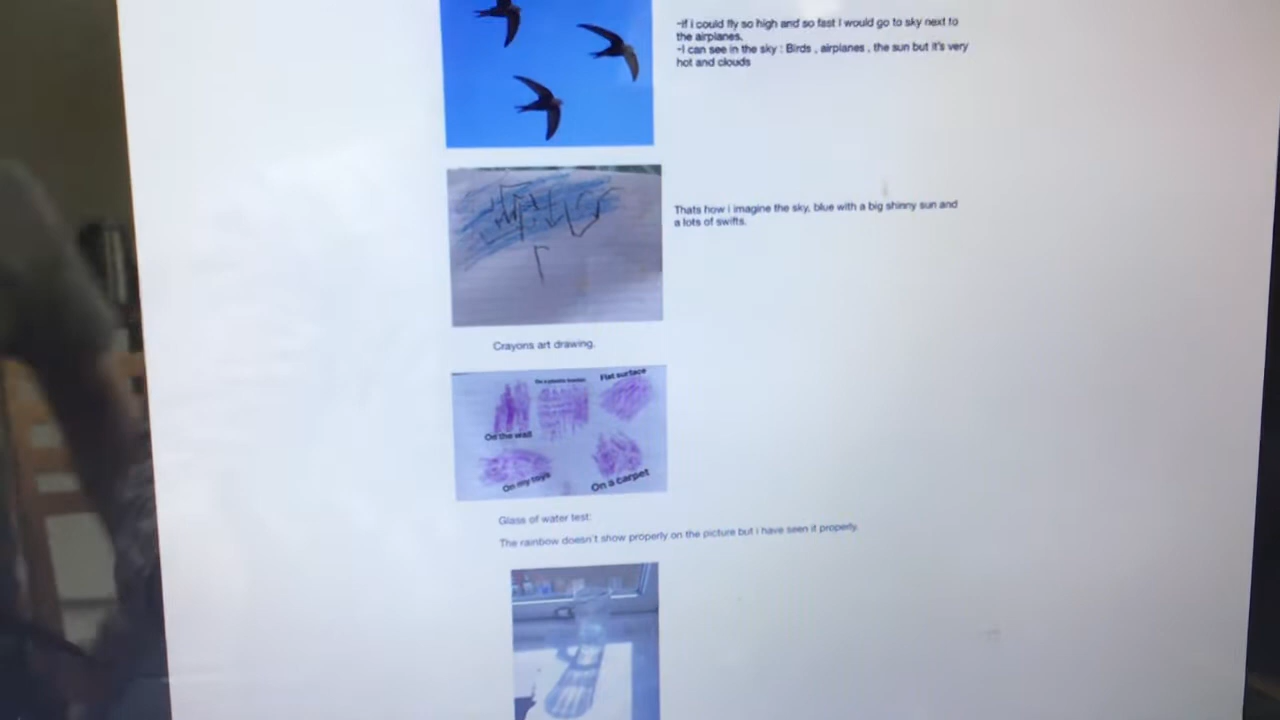 -if i could fly so high and so fast I would go to sky next to
the airplanes.
-I can see in the sky : Birds , airplanes , the sun but it's very
hot and clouds
Thats how i imagine the sky, blue with a big shinny sun and
a lots of swifts.
Crayons art drawing.
Flat surface
On the wall
On my toys
On a carpet
Glass of water test:
The rainbow doesn't show properly on the picture but i have seen it properly.